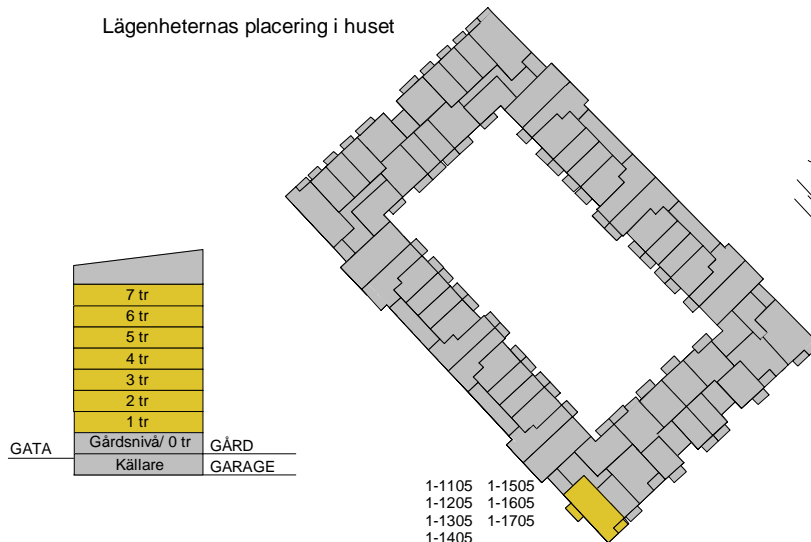 Lägenheternas placering i huset
7 tr
6 tr
5 tr
4 tr
3 tr
2 tr
1 tr
GATA Gårdsnivå/ 0 tr GÅRD
Källare GARAGE
1-1105 1-1505
1-1205 1-1605
1-1305 1-1705
1-1405